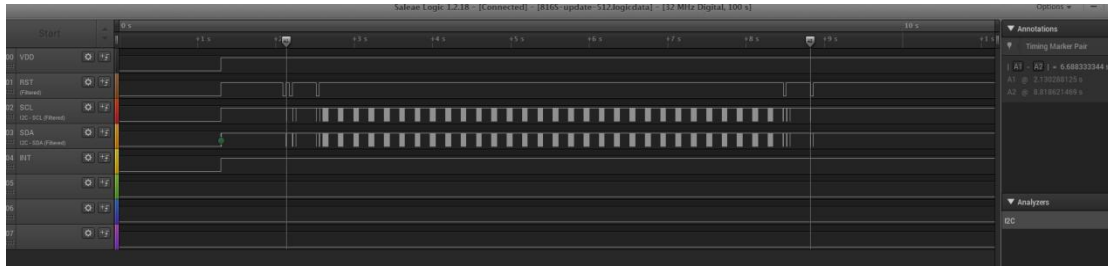 Saleae Logic 1.2.18 - [Connected] - [8165-update-512.logicdata] - [12 MHz Digital, 100 s]
Options
Start
0 s
10 s
+1 s
+3 s
+4 s
+5 s
+6 s
+7 s
+8 s
+9 s
+1 s
00 VDD
01 RST
(Filtered)
02 SCL
I2C - SCL (Filtered)
03 SDA
I2C - SDA (Filtered)
04 INT
05
06
07
Annotations
Timing Marker Pair
| A1 - A2 | = 6.688333344 s
A1 @ 2.130288125 s
A2 @ 8.818621469 s
Analyzers
I2C